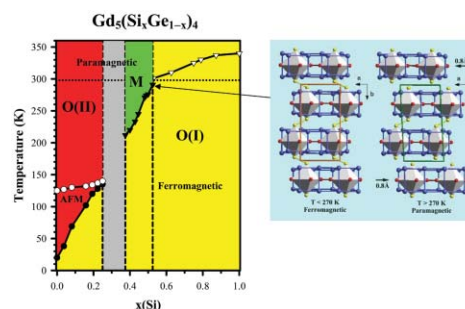 Gd₅(SiₓGe₁₋ₓ)₄
Temperature (K)
350
300
250
200
150
100
50
0
Paramagnetic
M
O(II)
O(I)
AFM
Ferromagnetic
0.0
0.2
0.4
0.6
0.8
1.0
x(Si)
a
b
a
0.8Å
T < 270 K
Ferromagnetic
T > 270 K
Paramagnetic